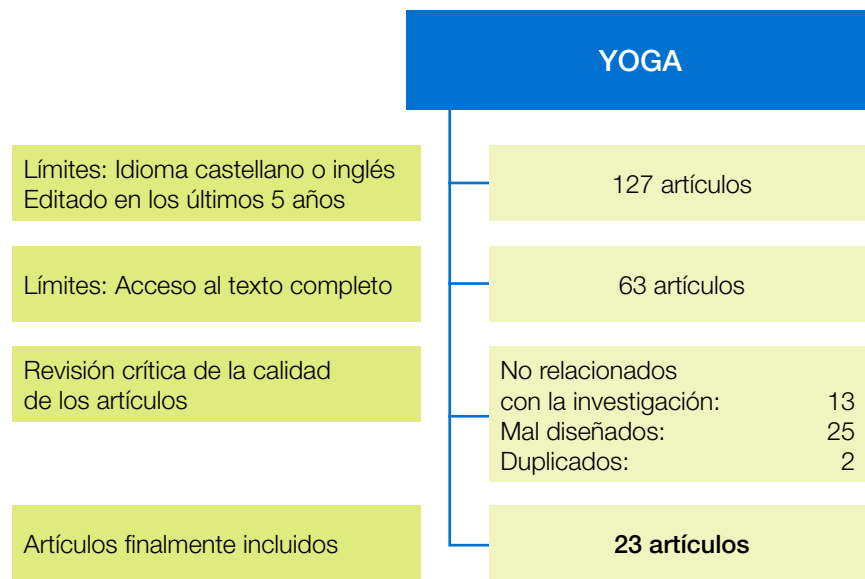 YOGA
Límites: Idioma castellano o inglés
Editado en los últimos 5 años
127 artículos
Límites: Acceso al texto completo
63 artículos
Revisión crítica de la calidad
de los artículos
No relacionados
con la investigación: 13
Mal diseñados: 25
Duplicados: 2
Artículos finalmente incluidos
23 artículos